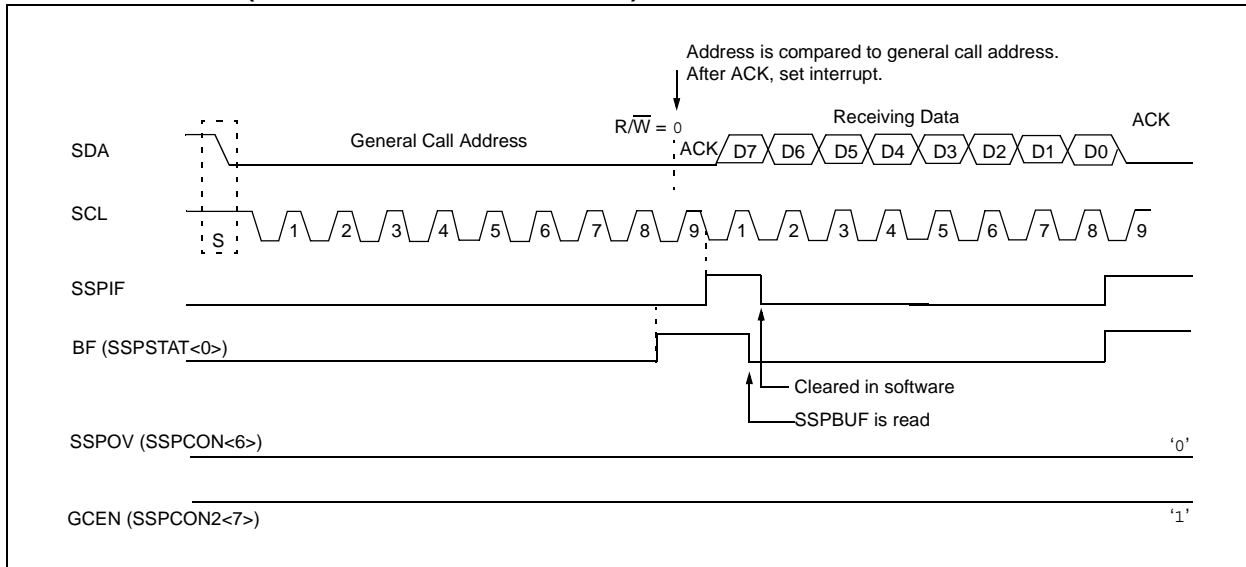 Address is compared to general call address.
After ACK, set interrupt.
SDA
General Call Address
R/W = 0
ACK
Receiving Data
D7 D6 D5 D4 D3 D2 D1 D0
ACK
SCL
S
1 2 3 4 5 6 7 8 9 1 2 3 4 5 6 7 8 9
SSPIF
BF (SSPSTAT<0>)
Cleared in software
SSPBUF is read
SSPOV (SSPCON<6>)
‘0’
GCEN (SSPCON2<7>)
‘1’